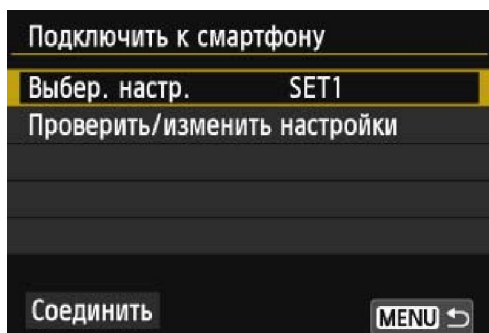 Подключить к смартфону
Выбер. настр. SET1
Проверить/изменить настройки
Соединить MENU